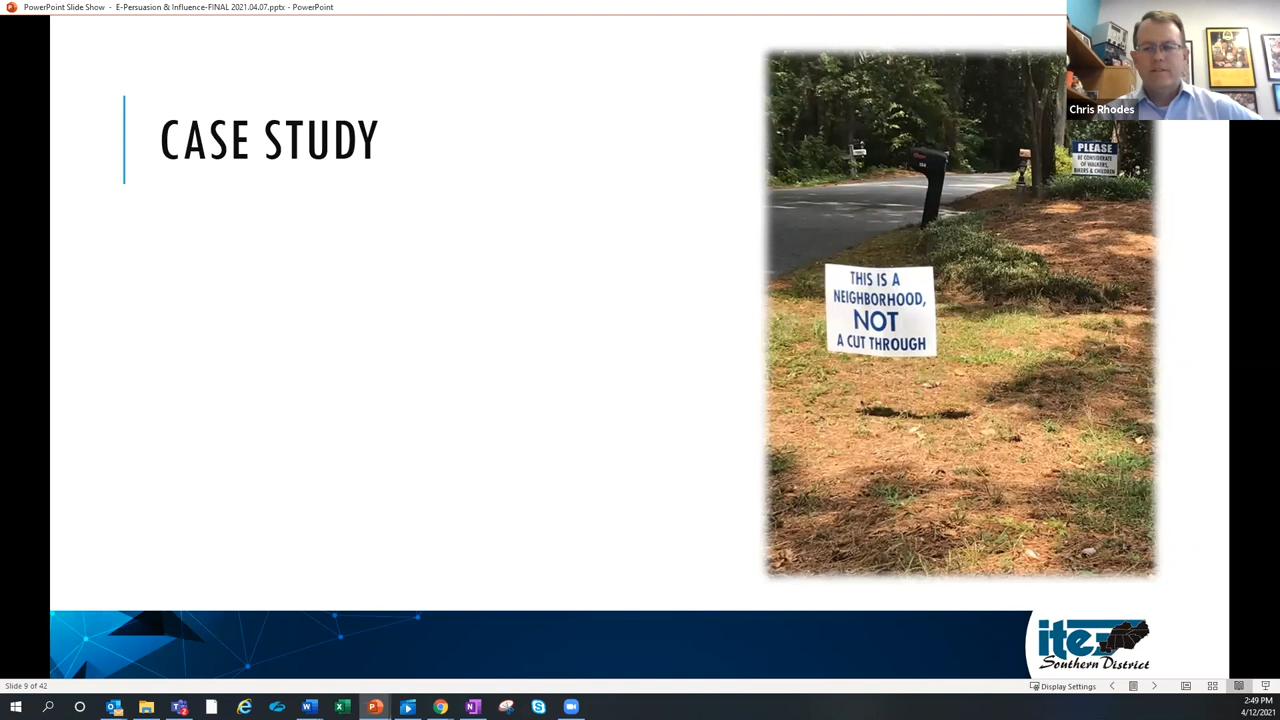 PowerPoint Slide Show - E-Persuasion & Influence-FINAL 2021.04.07.pptx - PowerPoint
Chris Rhodes
CASE STUDY
PLEASE
BE CONSIDERATE
OF WALKERS,
BIKERS & CHILDREN
THIS IS A
NEIGHBORHOOD,
NOT
A CUT THROUGH
ite
Southern District
Slide 9 of 42
Display Settings
2:49 PM
4/12/2021